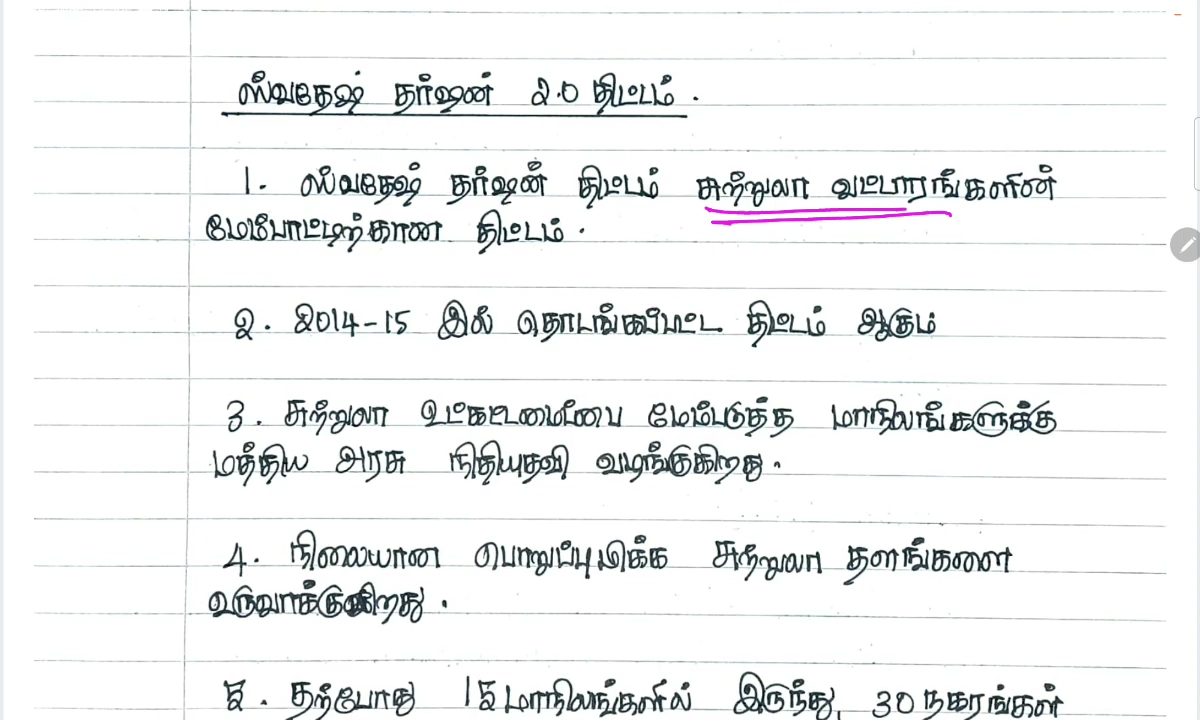 ஸ்வதேஷ் தர்ஷன் 2.0 திட்டம்.
1. ஸ்வதேஷ் தர்ஷன் திட்டம் சுற்றுலா வட்டாரங்களின்
மேம்பாட்டிற்கான திட்டம்.
2. 2014-15 இல் தொடங்கப்பட்ட திட்டம் ஆகும்
3. சுற்றுலா உட்கட்டமைப்பை மேம்படுத்த மாநிலங்களுக்கு
மத்திய அரசு நிதியுதவி வழங்குகிறது.
4. நிலையான பொறுப்புமிக்க சுற்றுலா தளங்களை
உருவாக்குகிறது.
5. தற்போது 15 மாநிலங்களில் இருந்து 30 நகரங்கள்